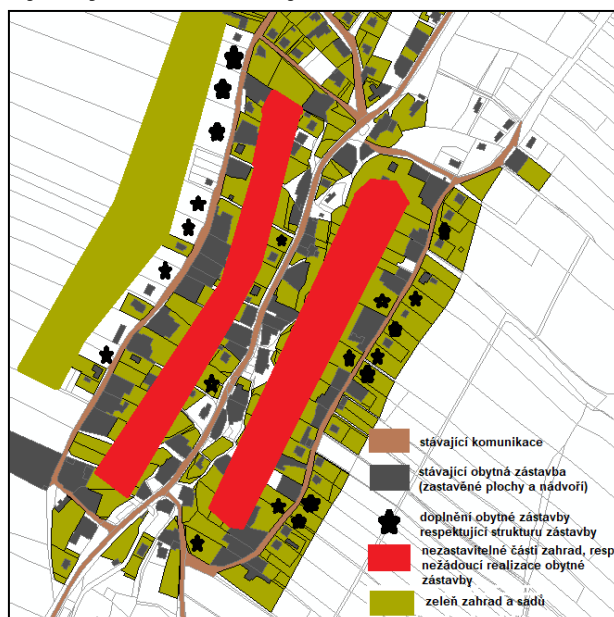 stávající komunikace
stávající obytná zástavba
(zastavěné plochy a nádvoří)
doplnění obytné zástavby
respektující strukturu zástavby
nezastavitelné části zahrad, resp
nežádoucí realizace obytné
zástavby
zeleň zahrad a sadů